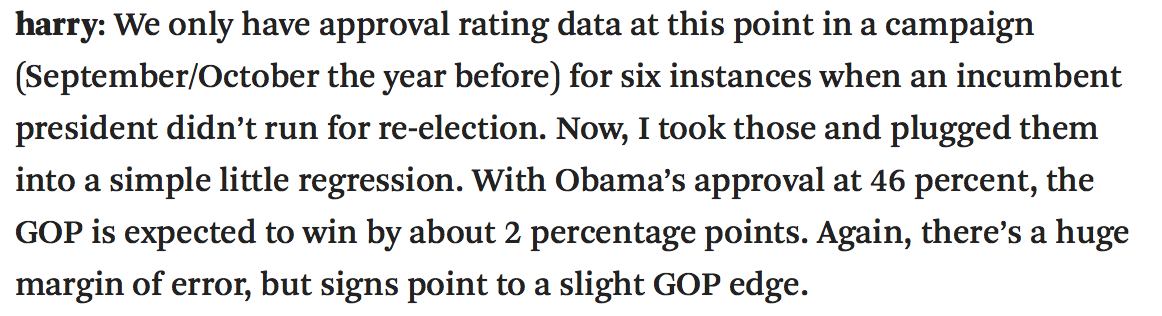 harry: We only have approval rating data at this point in a campaign
(September/October the year before) for six instances when an incumbent
president didn’t run for re-election. Now, I took those and plugged them
into a simple little regression. With Obama’s approval at 46 percent, the
GOP is expected to win by about 2 percentage points. Again, there’s a huge
margin of error, but signs point to a slight GOP edge.